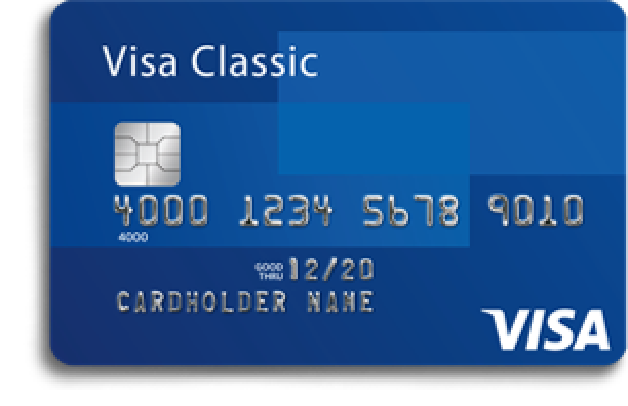 Visa Classic
4000 1234 5678 9010
4000
GOOD THRU 12/20
CARDHOLDER NAME
VISA